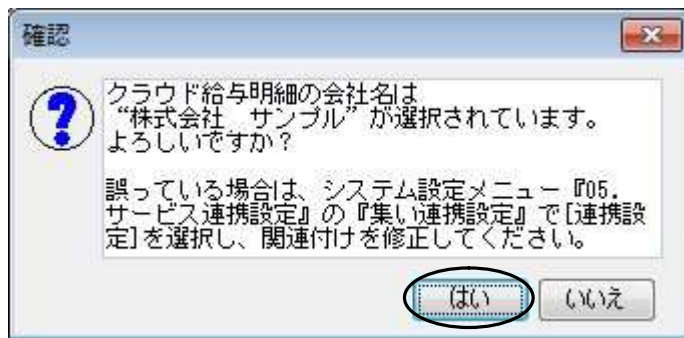 確認
クラウド給与明細の会社名は
“株式会社　サンプル”が選択されています。
よろしいですか？
誤っている場合は、システム設定メニュー『05.
サービス連携設定』の『集い連携設定』で[連携設
定]を選択し、関連付けを修正してください。
はい いいえ